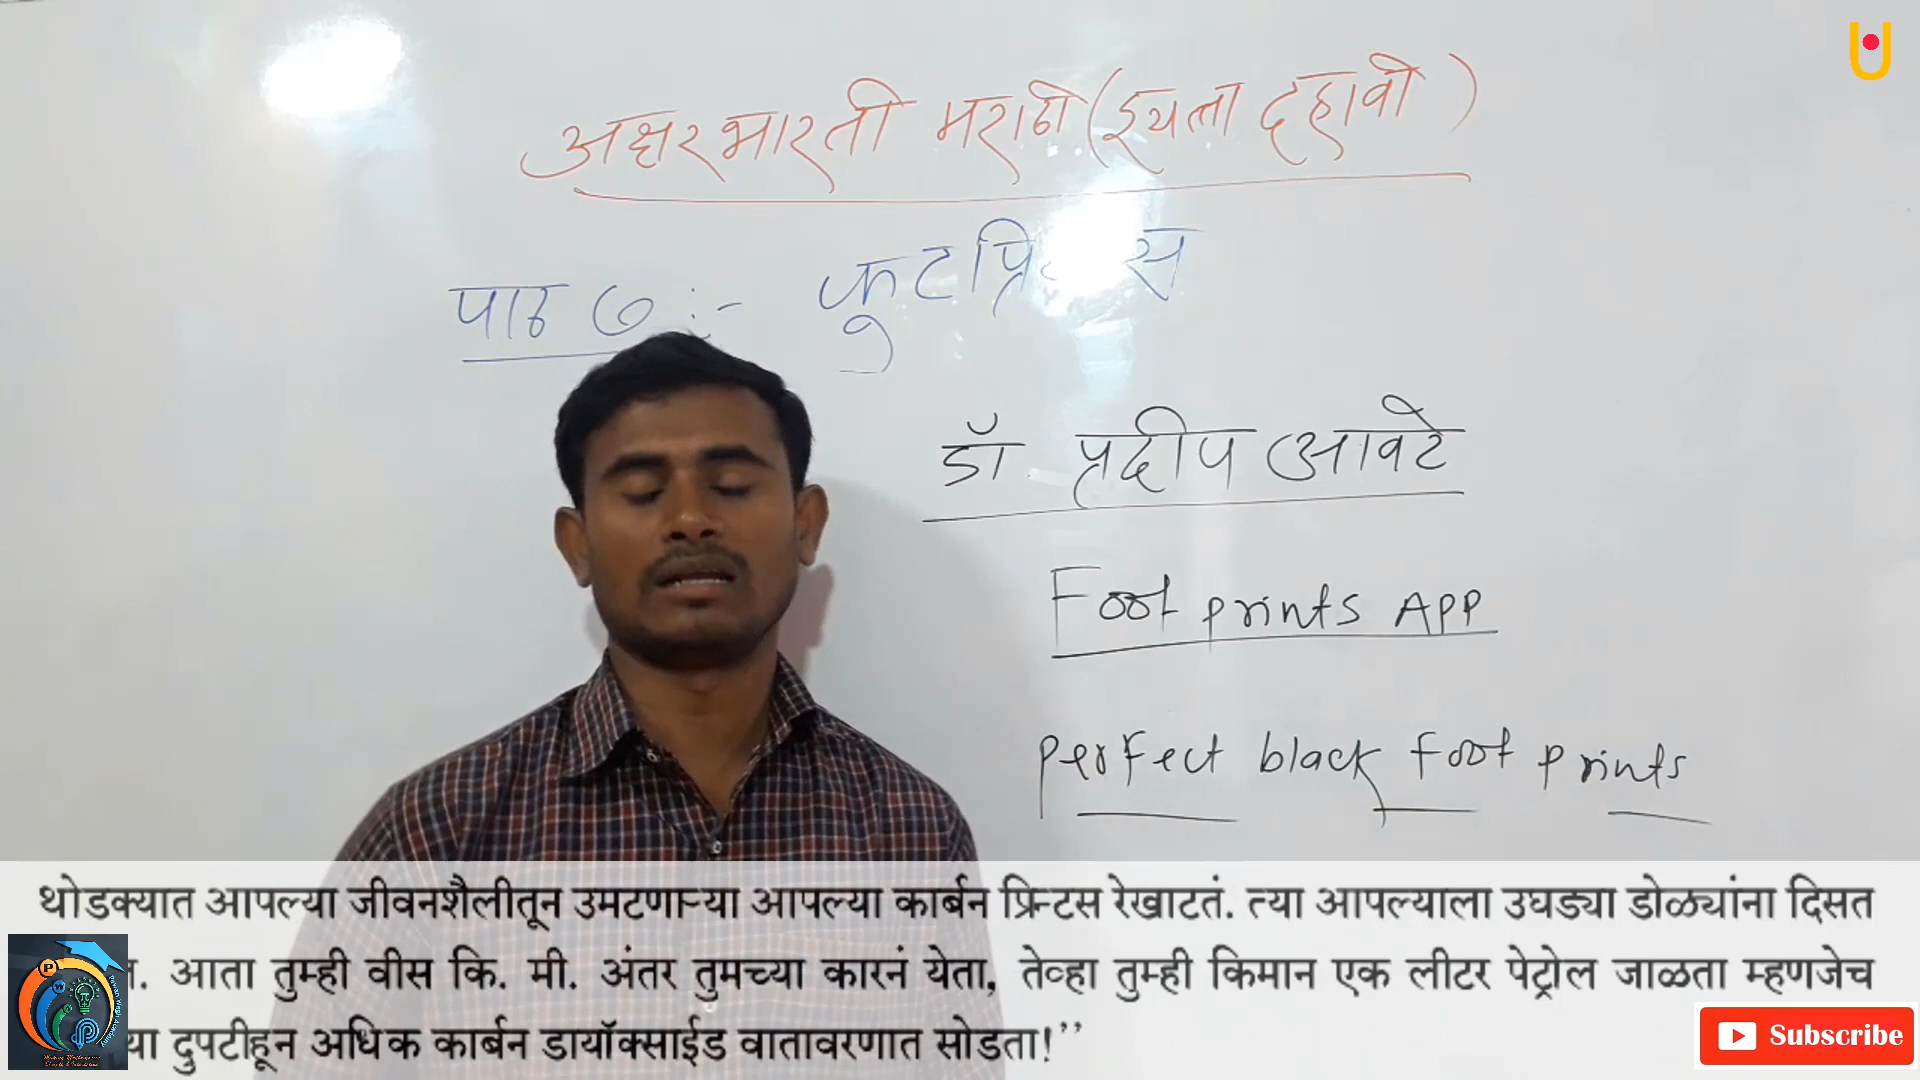 अक्षरभारती मराठी (इयत्ता दहावी)
पाठ ७ :- फूटप्रिंटस
डॉ प्रदीप आवटे
Foot prints APP
perfect black foot prints
थोडक्यात आपल्या जीवनशैलीतून उमटणाऱ्या आपल्या कार्बन प्रिन्टस रेखाटतं. त्या आपल्याला उघड्या डोळ्यांना दिसत
आता तुम्ही वीस कि. मी. अंतर तुमच्या कारनं येता, तेव्हा तुम्ही किमान एक लीटर पेट्रोल जाळता म्हणजेच
दुपटीहून अधिक कार्बन डायॉक्साईड वातावरणात सोडता!’’
Subscribe